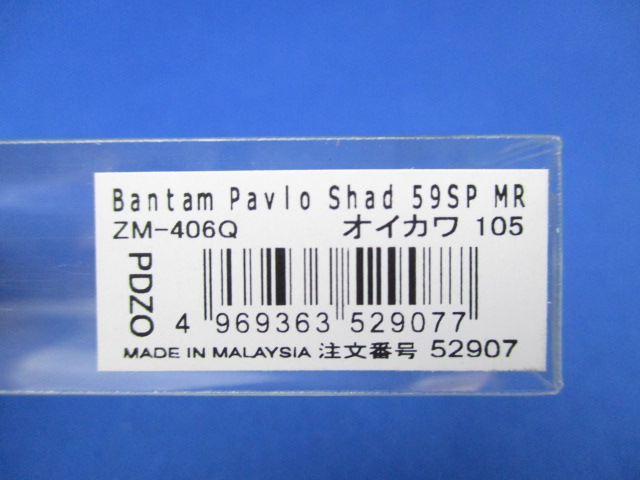 Bantam Pavlo Shad 59SP MR
ZM-406Q オイカワ 105
PDZO
4 969363 529077
MADE IN MALAYSIA 注文番号 52907